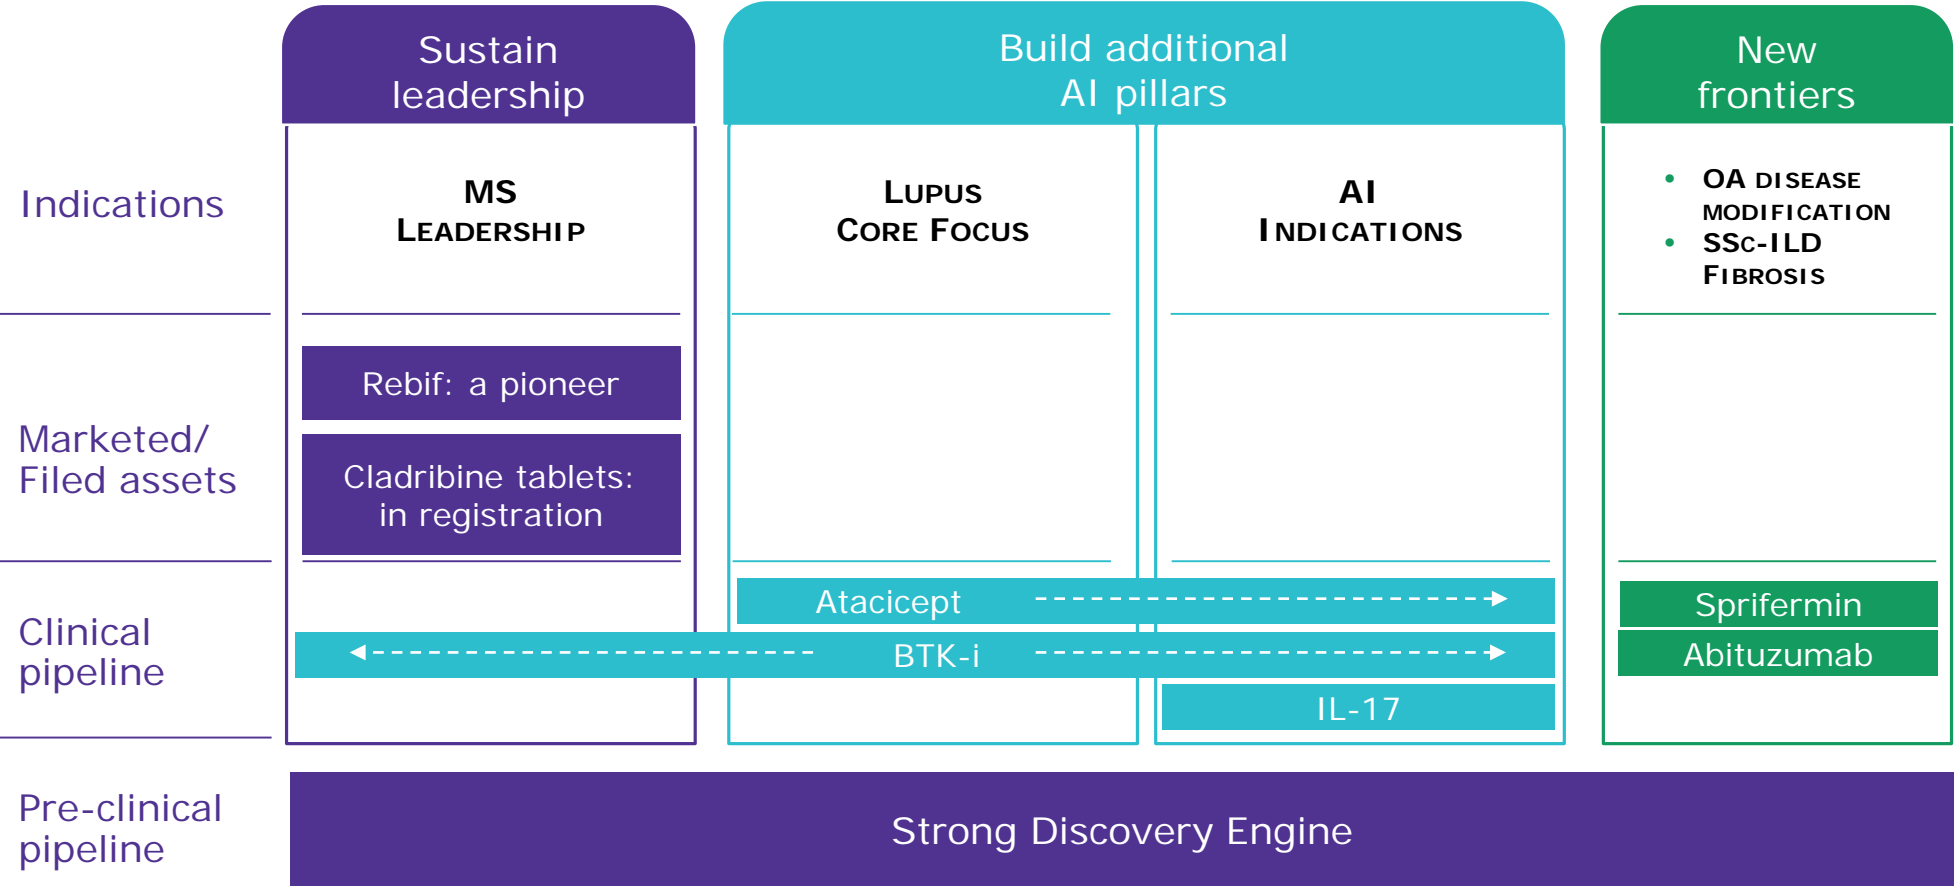 Sustain
leadership
Build additional
AI pillars
New
frontiers
Indications
MS
LEADERSHIP
LUPUS
CORE FOCUS
AI
INDICATIONS
• OA DISEASE
MODIFICATION
• SSC-ILD
FIBROSIS
Marketed/
Filed assets
Rebif: a pioneer
Cladribine tablets:
in registration
Clinical
pipeline
Atacicept
BTK-i
IL-17
Sprifermin
Abituzumab
Pre-clinical
pipeline
Strong Discovery Engine